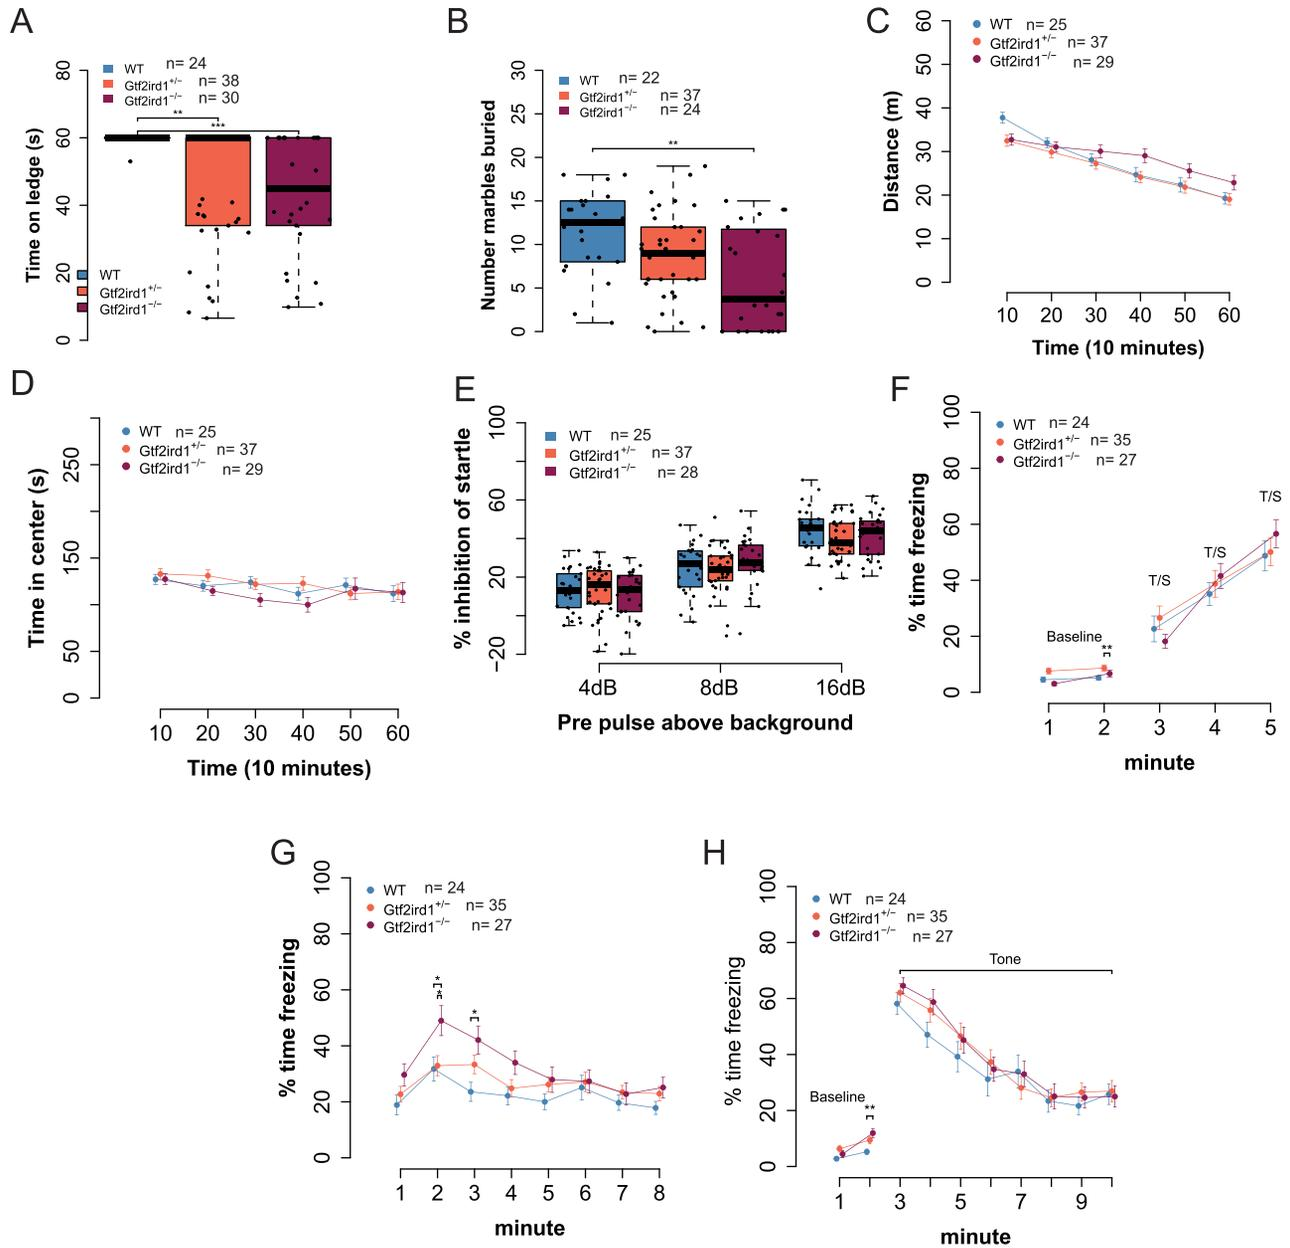 A
Time on ledge (s)
0 20 40 60 80
WT n= 24
Gtf2ird1+/− n= 38
Gtf2ird1−/− n= 30
**
***
WT
Gtf2ird1+/−
Gtf2ird1−/−
B
Number marbles buried
0 5 10 15 20 25 30
WT n= 22
Gtf2ird1+/− n= 37
Gtf2ird1−/− n= 24
**
C
Distance (m)
0 10 20 30 40 50 60
WT n= 25
Gtf2ird1+/− n= 37
Gtf2ird1−/− n= 29
10 20 30 40 50 60
Time (10 minutes)
D
Time in center (s)
0 50 150 250
WT n= 25
Gtf2ird1+/− n= 37
Gtf2ird1−/− n= 29
10 20 30 40 50 60
Time (10 minutes)
E
% inhibition of startle
−20 20 60 100
WT n= 25
Gtf2ird1+/− n= 37
Gtf2ird1−/− n= 28
4dB 8dB 16dB
Pre pulse above background
F
% time freezing
0 20 40 60 80 100
WT n= 24
Gtf2ird1+/− n= 35
Gtf2ird1−/− n= 27
T/S
T/S
T/S
Baseline
**
1 2 3 4 5
minute
G
% time freezing
0 20 40 60 80 100
WT n= 24
Gtf2ird1+/− n= 35
Gtf2ird1−/− n= 27
*
*
*
1 2 3 4 5 6 7 8
minute
H
% time freezing
0 20 40 60 80 100
WT n= 24
Gtf2ird1+/− n= 35
Gtf2ird1−/− n= 27
Tone
Baseline
**
1 3 5 7 9
minute